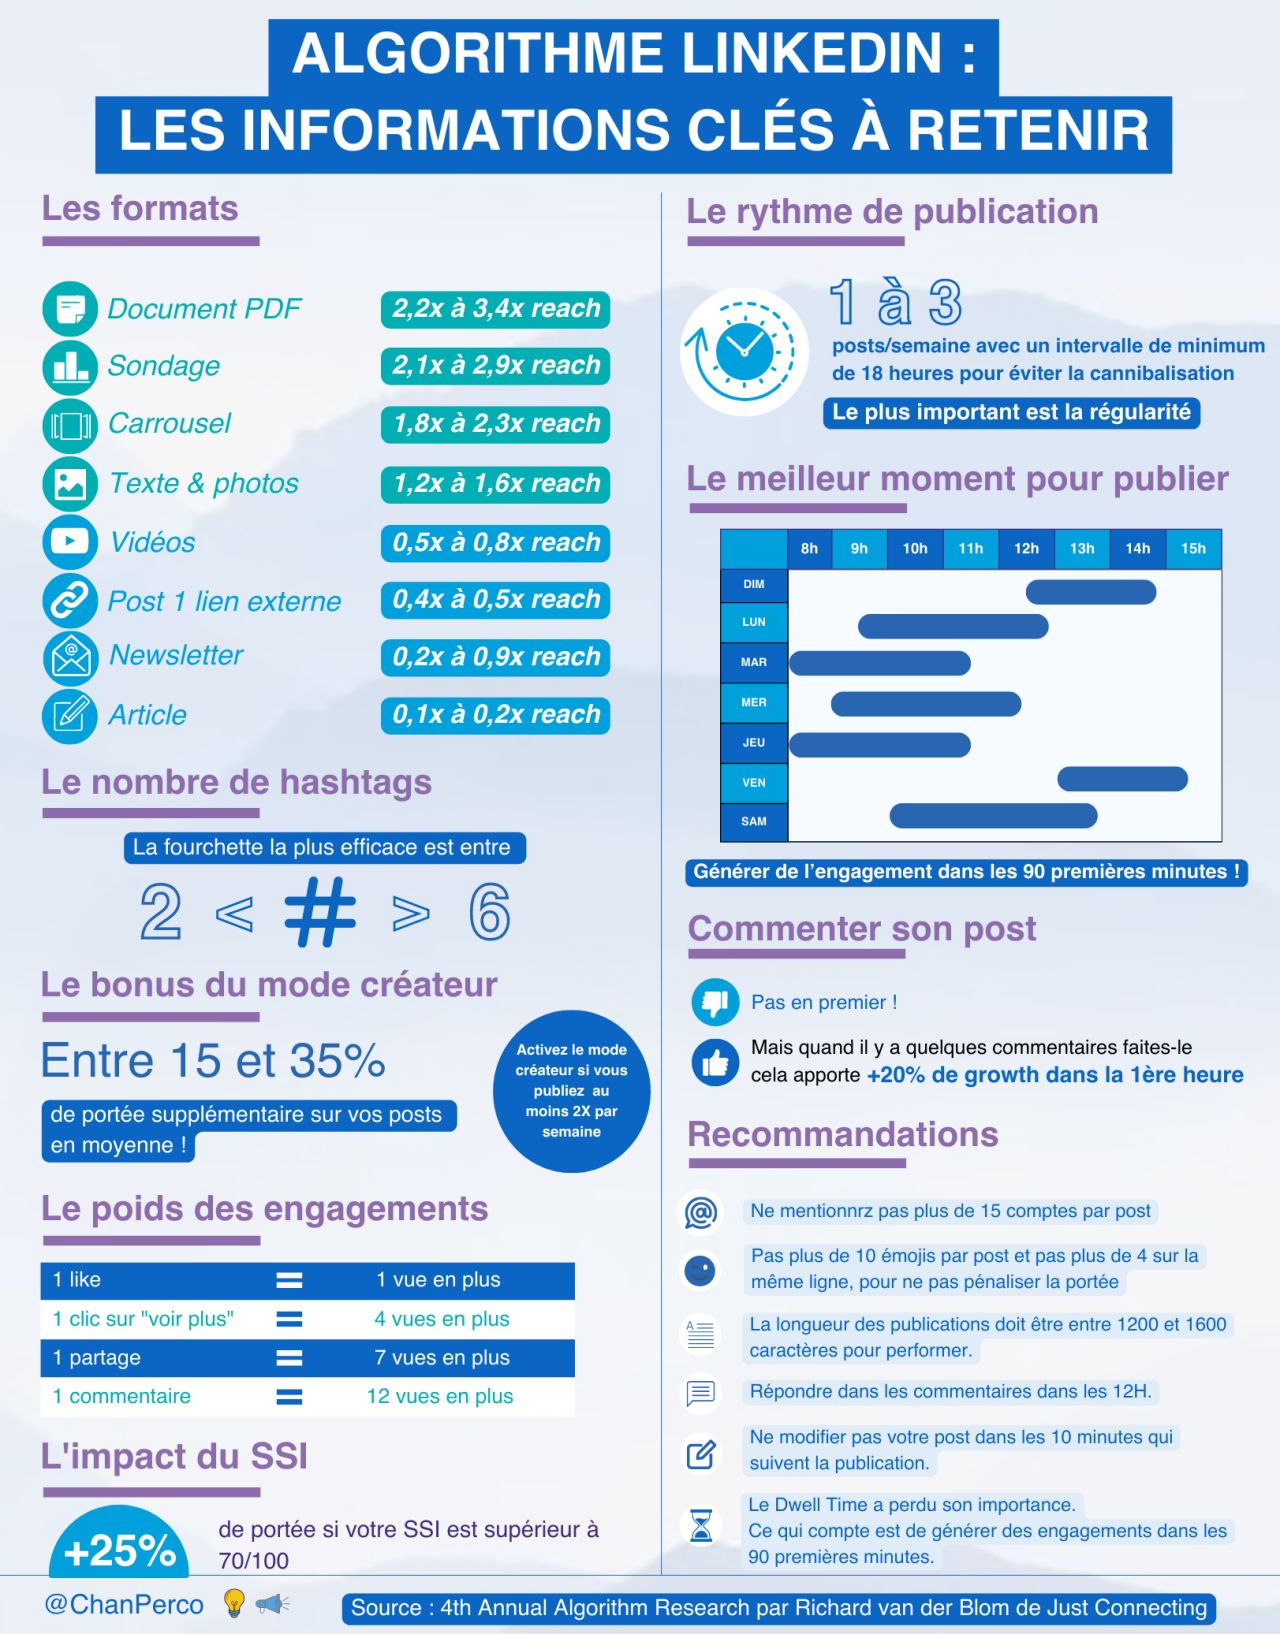 ALGORITHME LINKEDIN :
LES INFORMATIONS CLÉS À RETENIR
Les formats
Document PDF 2,2x à 3,4x reach
Sondage 2,1x à 2,9x reach
Carrousel 1,8x à 2,3x reach
Texte & photos 1,2x à 1,6x reach
Vidéos 0,5x à 0,8x reach
Post 1 lien externe 0,4x à 0,5x reach
Newsletter 0,2x à 0,9x reach
Article 0,1x à 0,2x reach
Le nombre de hashtags
La fourchette la plus efficace est entre
2 < # > 6
Le bonus du mode créateur
Entre 15 et 35%
de portée supplémentaire sur vos posts
en moyenne !
Activez le mode
créateur si vous
publiez au
moins 2X par
semaine
Le poids des engagements
1 like = 1 vue en plus
1 clic sur "voir plus" = 4 vues en plus
1 partage = 7 vues en plus
1 commentaire = 12 vues en plus
L'impact du SSI
+25%
de portée si votre SSI est supérieur à
70/100
Le rythme de publication
1 à 3
posts/semaine avec un intervalle de minimum
de 18 heures pour éviter la cannibalisation
Le plus important est la régularité
Le meilleur moment pour publier
8h 9h 10h 11h 12h 13h 14h 15h
DIM
LUN
MAR
MER
JEU
VEN
SAM
Générer de l'engagement dans les 90 premières minutes !
Commenter son post
Pas en premier !
Mais quand il y a quelques commentaires faites-le
cela apporte +20% de growth dans la 1ère heure
Recommandations
Ne mentionnrz pas plus de 15 comptes par post
Pas plus de 10 émojis par post et pas plus de 4 sur la
même ligne, pour ne pas pénaliser la portée
La longueur des publications doit être entre 1200 et 1600
caractères pour performer.
Répondre dans les commentaires dans les 12H.
Ne modifier pas votre post dans les 10 minutes qui
suivent la publication.
Le Dwell Time a perdu son importance.
Ce qui compte est de générer des engagements dans les
90 premières minutes.
@ChanPerco
Source : 4th Annual Algorithm Research par Richard van der Blom de Just Connecting